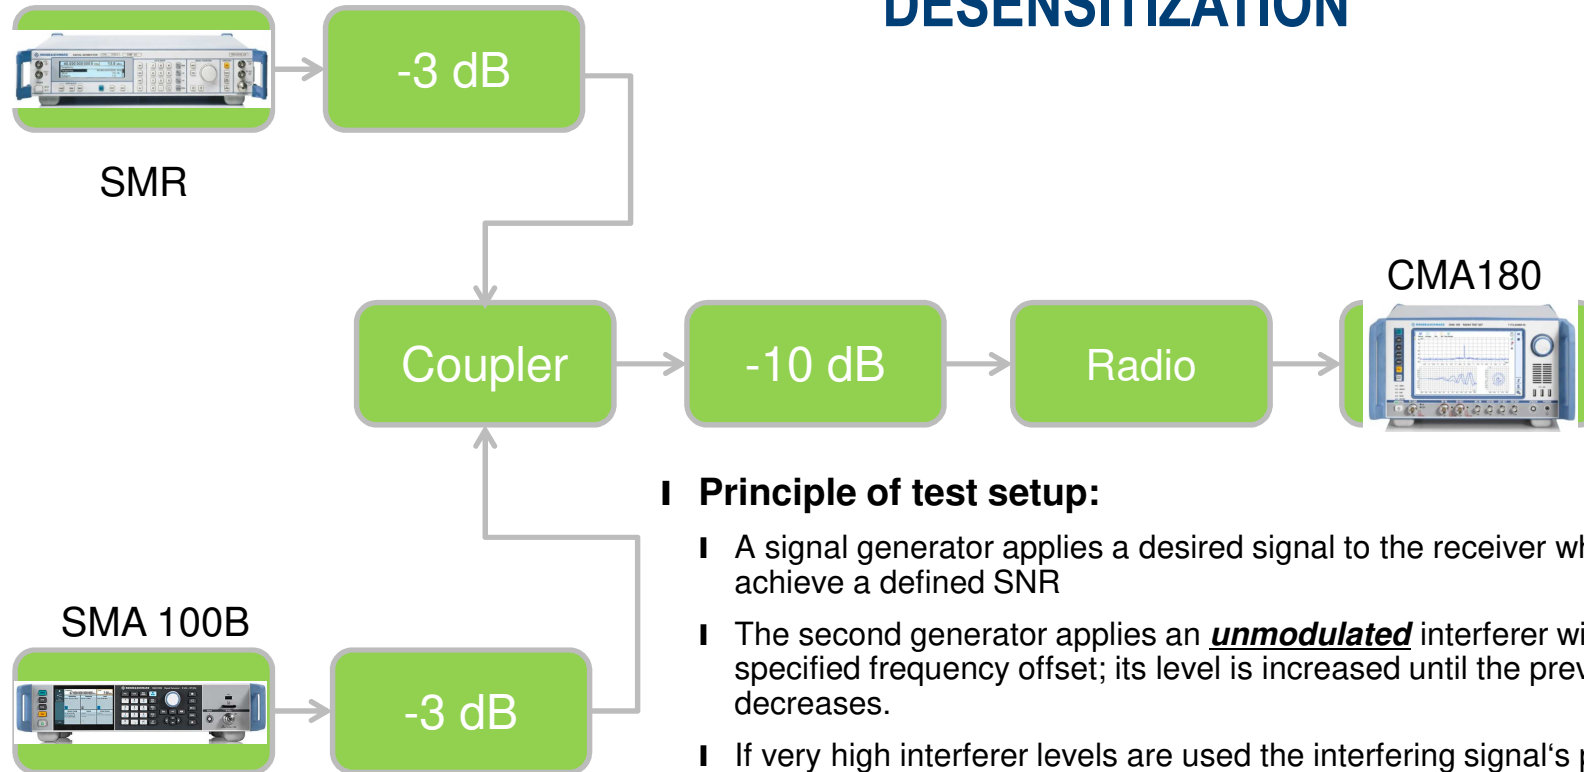 DESENSITIZATION
-3 dB
SMR
CMA180
Coupler
-10 dB
Radio
Principle of test setup:
A signal generator applies a desired signal to the receiver
achieve a defined SNR
SMA 100B
The second generator applies an unmodulated interferer
specified frequency offset; its level is increased until the
decreases.
-3 dB
If very high interferer levels are used the interfering signal‘s